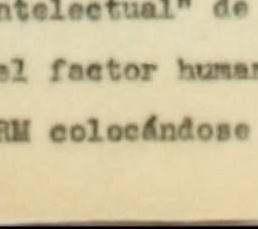 ntelectual" de
el factor human
RM colocándose